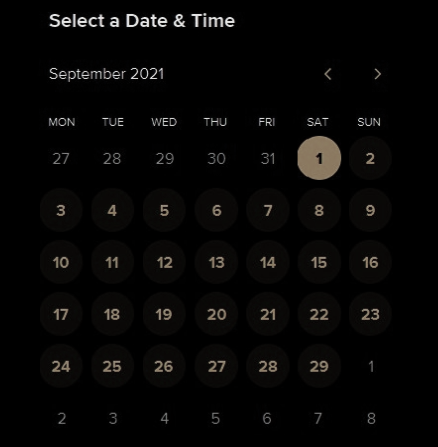 Select a Date & Time
September 2021
MON TUE WED THU FRI SAT SUN
27 28 29 30 31 1 2
3 4 5 6 7 8 9
10 11 12 13 14 15 16
17 18 19 20 21 22 23
24 25 26 27 28 29 1
2 3 4 5 6 7 8